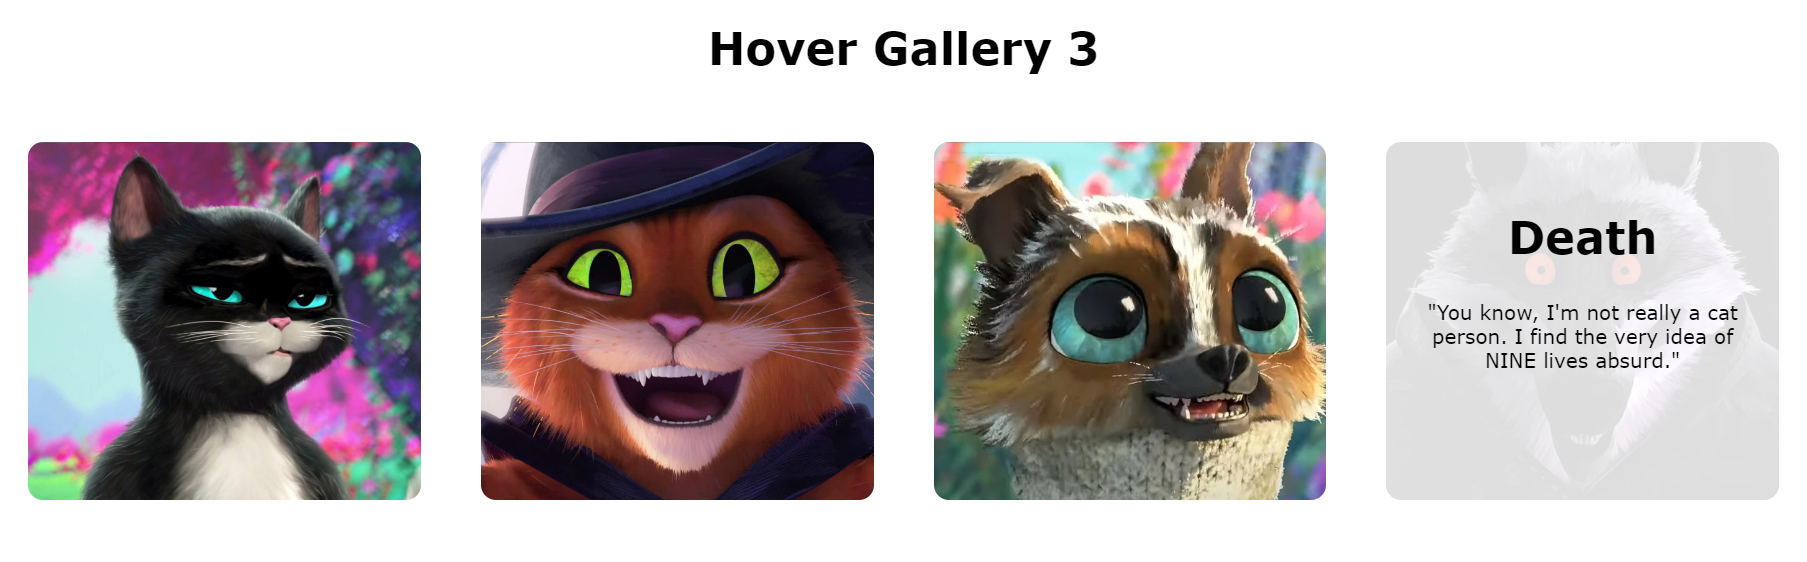 Hover Gallery 3
Death
"You know, I'm not really a cat
person. I find the very idea of
NINE lives absurd."